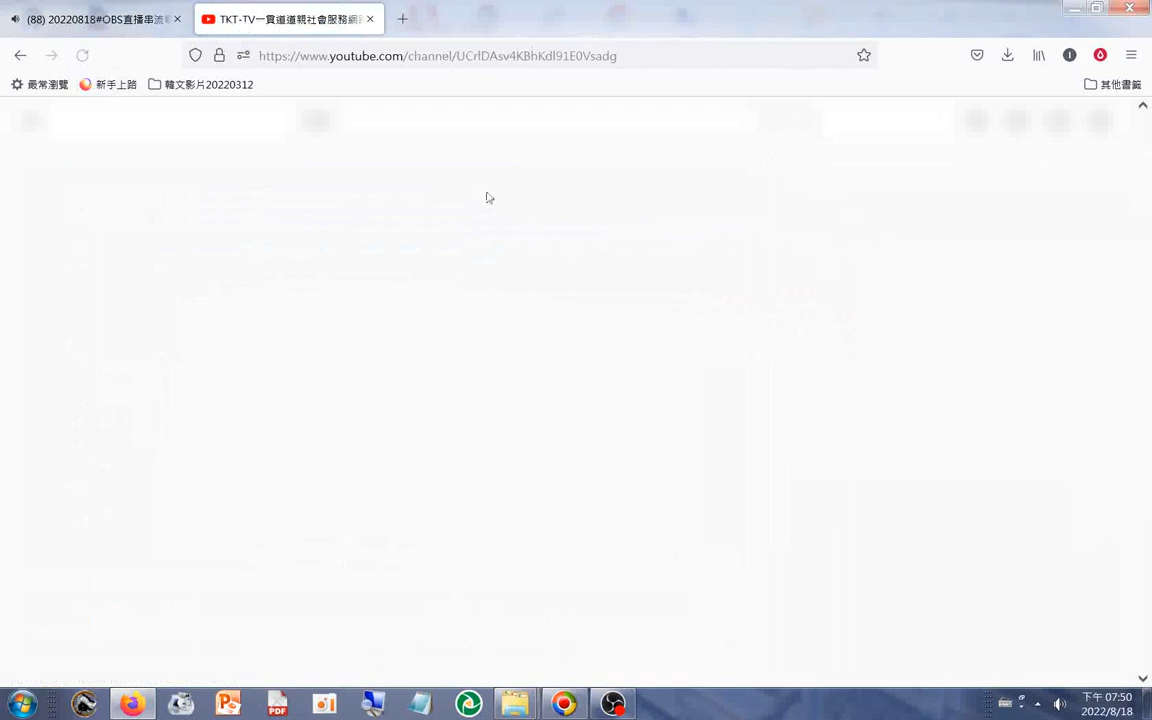 (88) 20220818#OBS直播串流
TKT-TV一貫道道親社會服務網
https://www.youtube.com/channel/UCrlDAsv4KBhKdl91E0Vsadg
最常瀏覽
新手上路
韓文影片20220312
其他書籤
下午 07:50
2022/8/18